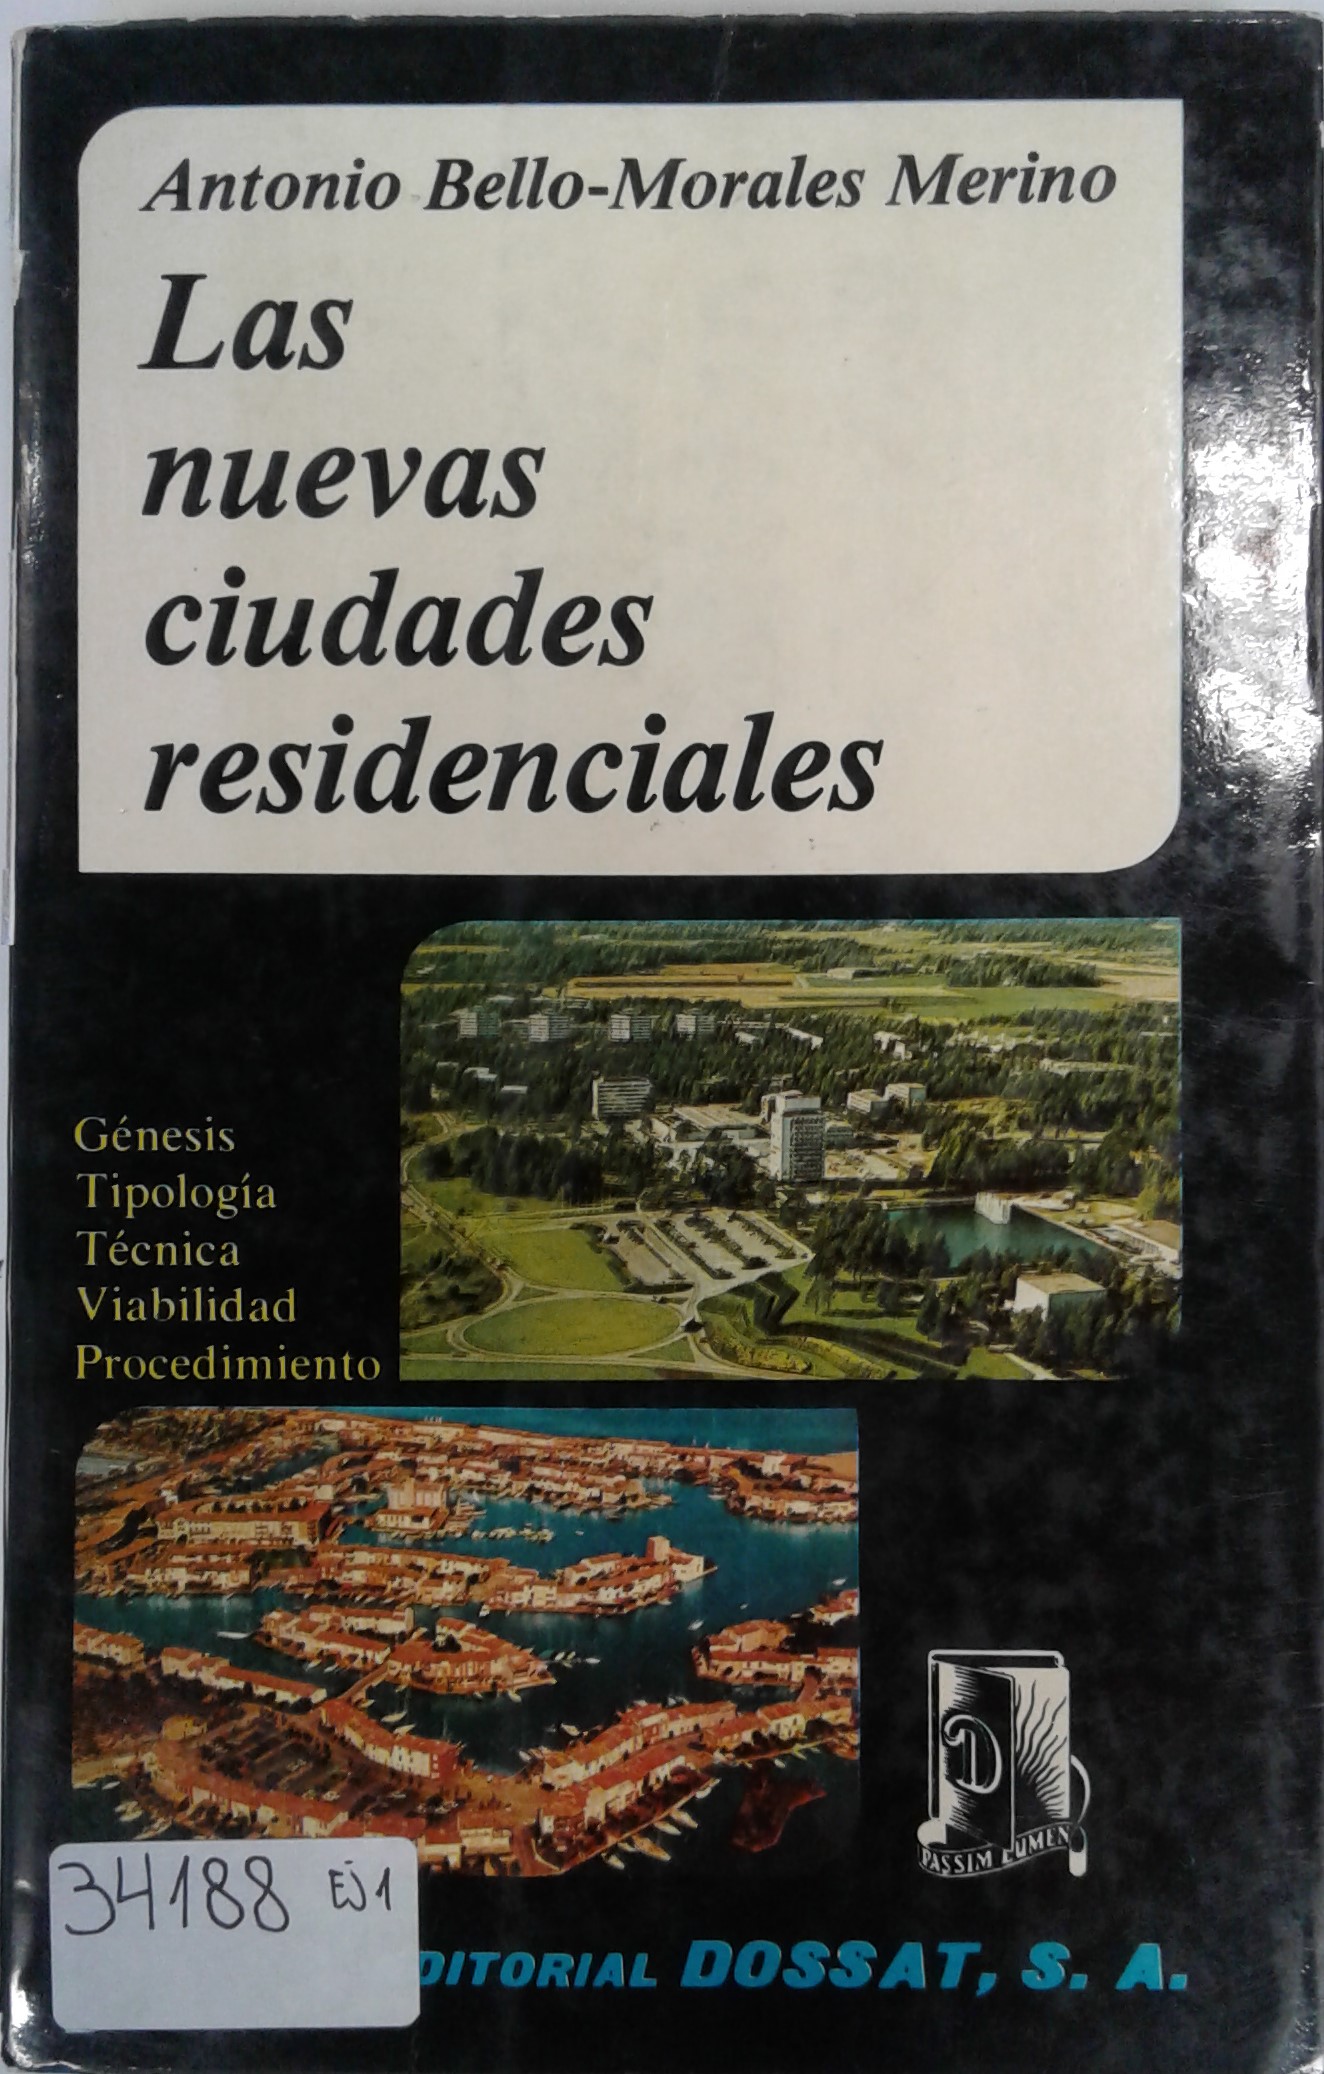 Antonio Bello-Morales Merino
Las
nuevas
ciudades
residenciales
Génesis
Tipología
Técnica
Viabilidad
Procedimiento
D
PASSIM LUMEN
34188 EJ1
DITORIAL DOSSAT, S. A.